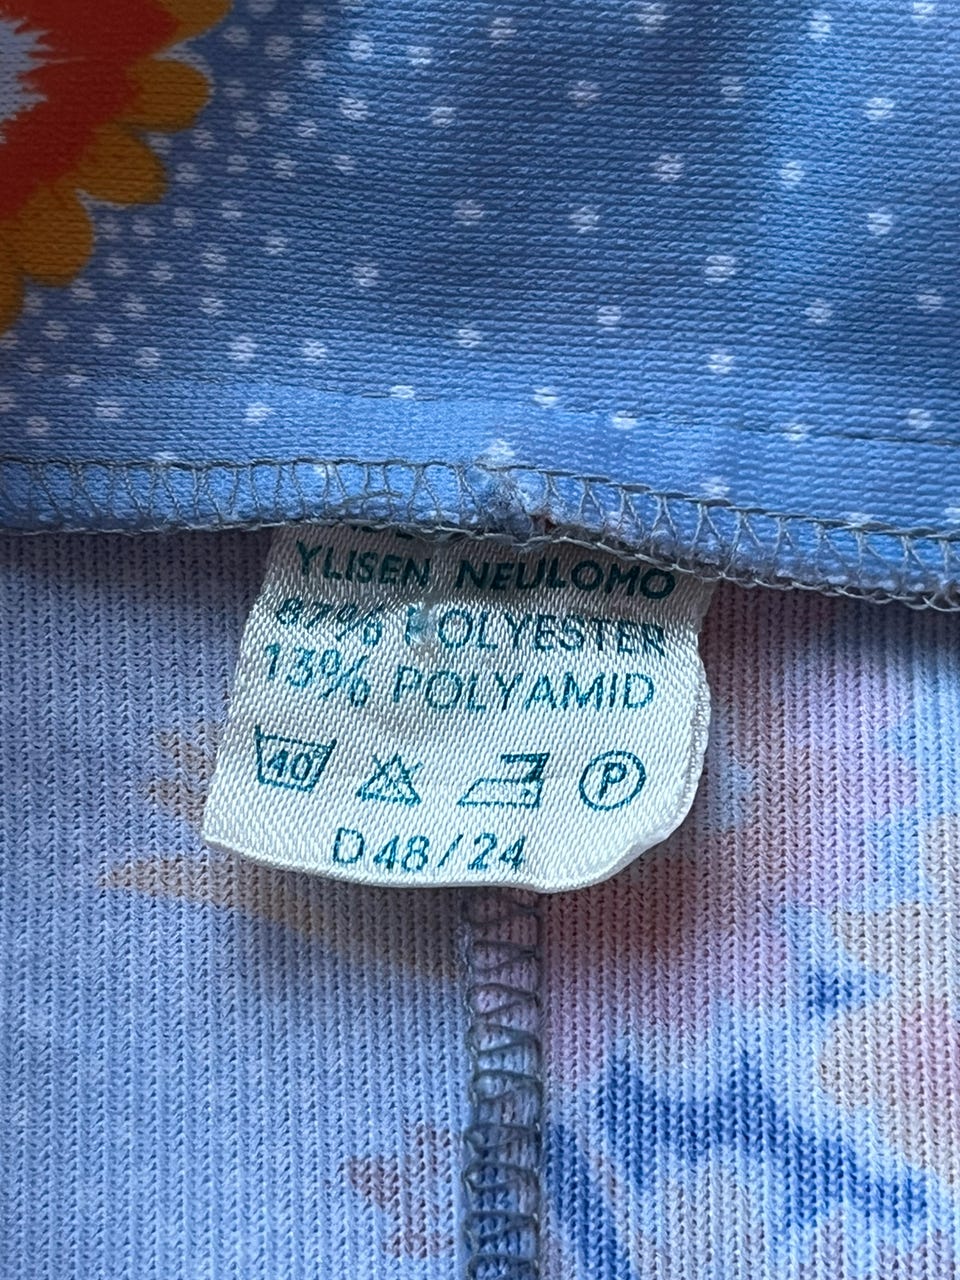 YLISEN NEULOMO
87% POLYESTER
13% POLYAMID
40 P
D48/24